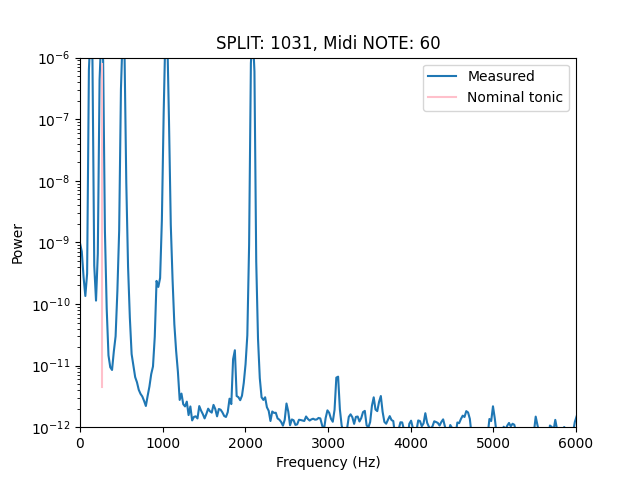 SPLIT: 1031, Midi NOTE: 60
Measured
Nominal tonic
Power
10⁻⁶
10⁻⁷
10⁻⁸
10⁻⁹
10⁻¹⁰
10⁻¹¹
10⁻¹²
0 1000 2000 3000 4000 5000 6000
Frequency (Hz)